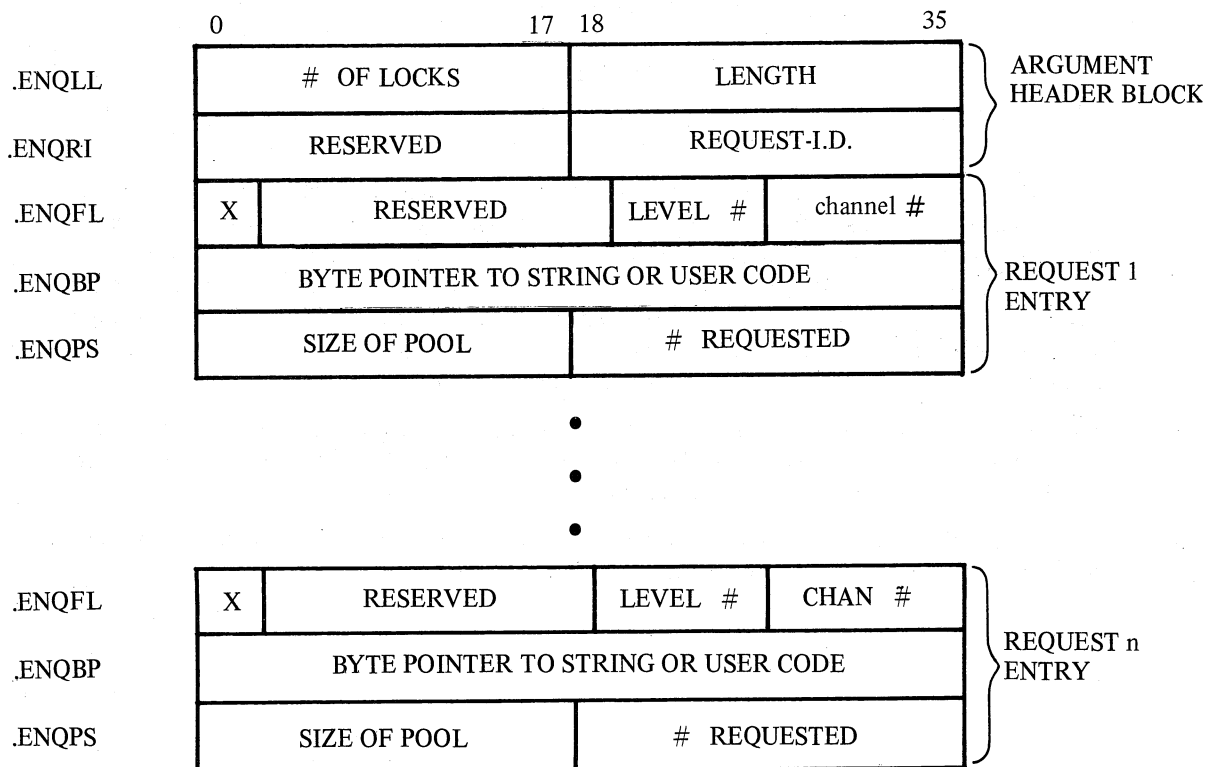 0 17 18 35
.ENQLL # OF LOCKS LENGTH ARGUMENT
HEADER BLOCK
.ENQRI RESERVED REQUEST-I.D.
.ENQFL X RESERVED LEVEL # channel #
.ENQBP BYTE POINTER TO STRING OR USER CODE REQUEST 1
ENTRY
.ENQPS SIZE OF POOL # REQUESTED
.ENQFL X RESERVED LEVEL # CHAN #
.ENQBP BYTE POINTER TO STRING OR USER CODE REQUEST n
ENTRY
.ENQPS SIZE OF POOL # REQUESTED